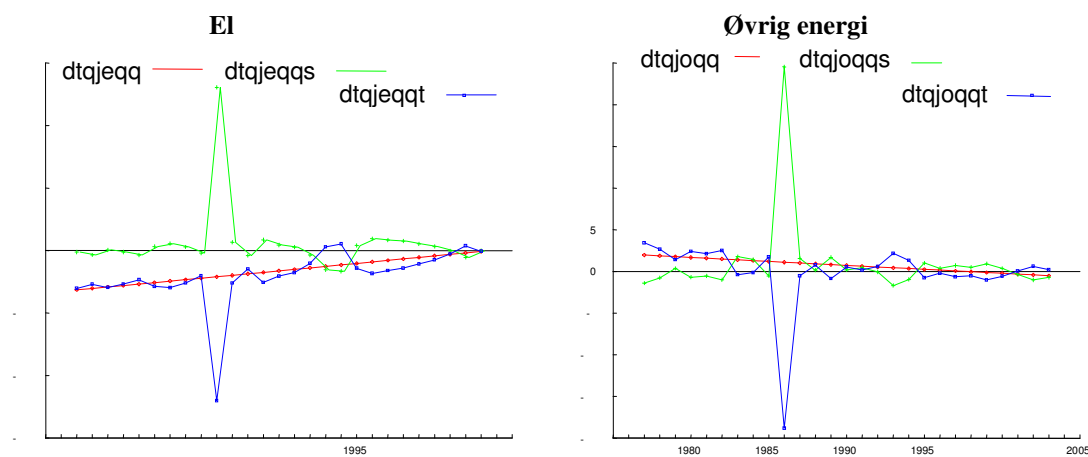 El
dtqjeqq dtqjeqqs
dtqjeqqt
-
-
-
1995
Øvrig energi
dtqjoqq dtqjoqqs
dtqjoqqt
5
0
-
-
-
-
1980 1985 1990 1995 2005